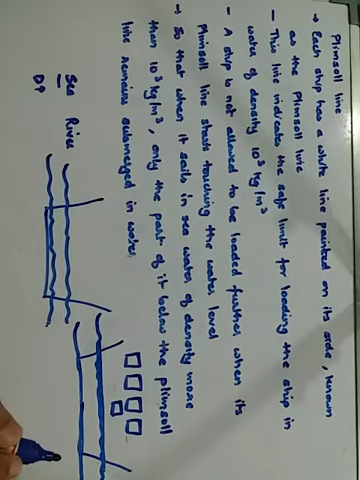 Plimsoll line
→ Each ship has a white line painted on its side, known
as the Plimsoll line
- This line indicates the safe limit for loading the ship in
water of density 10³ kg/m³
- A ship is not allowed to be loaded further when its
Plimsoll line starts touching the water level
→ So that when it sails in sea water of density more
than 10³ kg/m³, only the part of it below the plimsoll
line remains submerged in water.
Sea River
D↑